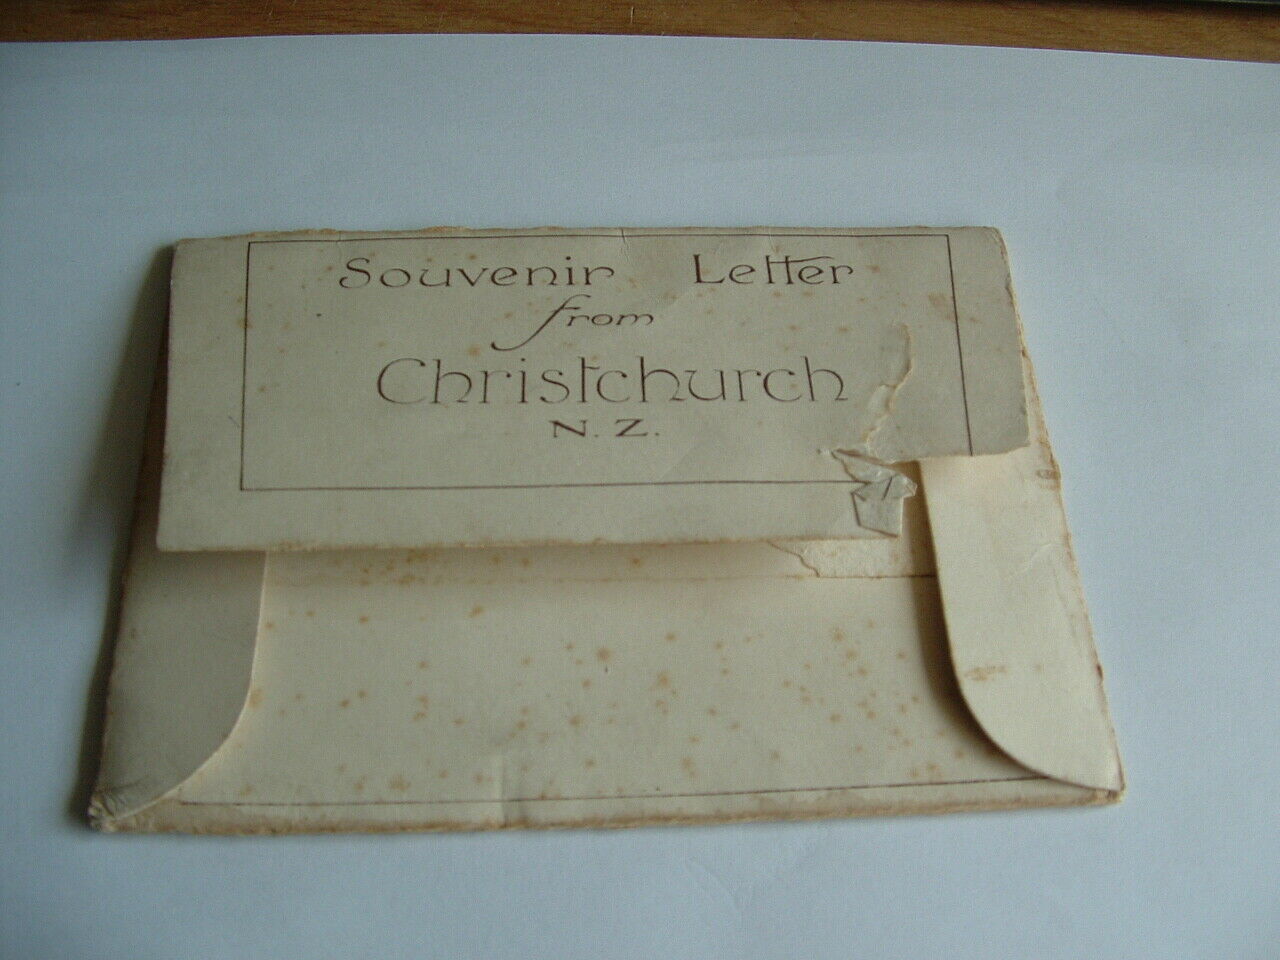 Souvenir Letter
from
Christchurch
N. Z.